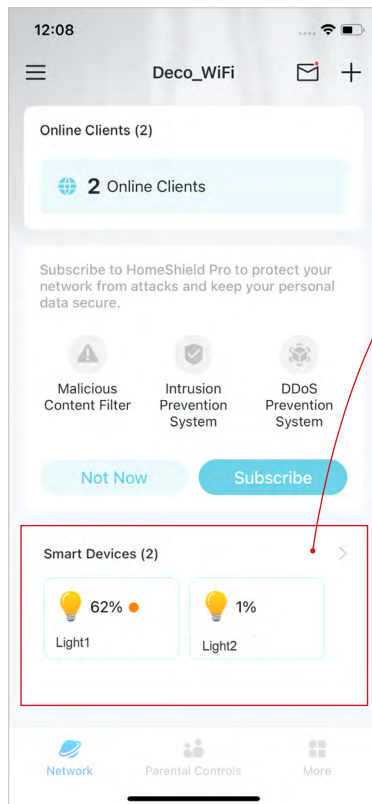 12:08
Deco_WiFi
Online Clients (2)
2 Online Clients
Subscribe to HomeShield Pro to protect your
network from attacks and keep your personal
data secure.
Malicious
Content Filter
Intrusion
Prevention
System
DDoS
Prevention
System
Not Now
Subscribe
Smart Devices (2)
62%
Light1
1%
Light2
Network
Parental Controls
More